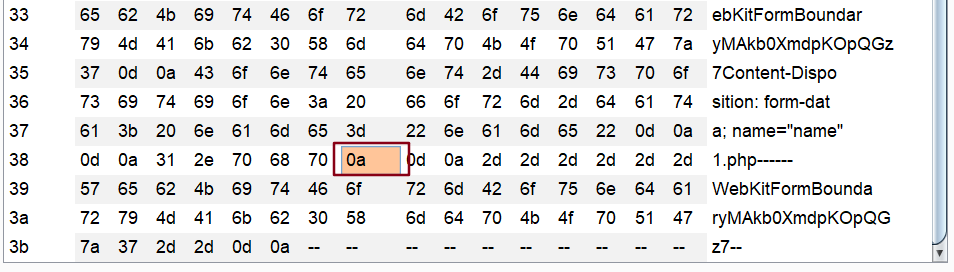 33 65 62 4b 69 74 46 6f 72 6d 42 6f 75 6e 64 61 72 ebKitFormBoundar
34 79 4d 41 6b 62 30 58 6d 64 70 4b 4f 70 51 47 7a yMAkb0XmdpKOpQGz
35 37 0d 0a 43 6f 6e 74 65 6e 74 2d 44 69 73 70 6f 7Content-Dispo
36 73 69 74 69 6f 6e 3a 20 66 6f 72 6d 2d 64 61 74 sition: form-dat
37 61 3b 20 6e 61 6d 65 3d 22 6e 61 6d 65 22 0d 0a a; name="name"
38 0d 0a 31 2e 70 68 70 0a 0d 0a 2d 2d 2d 2d 2d 2d 1.php------
39 57 65 62 4b 69 74 46 6f 72 6d 42 6f 75 6e 64 61 WebKitFormBounda
3a 72 79 4d 41 6b 62 30 58 6d 64 70 4b 4f 70 51 47 ryMAkb0XmdpKOpQG
3b 7a 37 2d 2d 0d 0a -- -- -- -- -- -- -- -- -- -- z7--